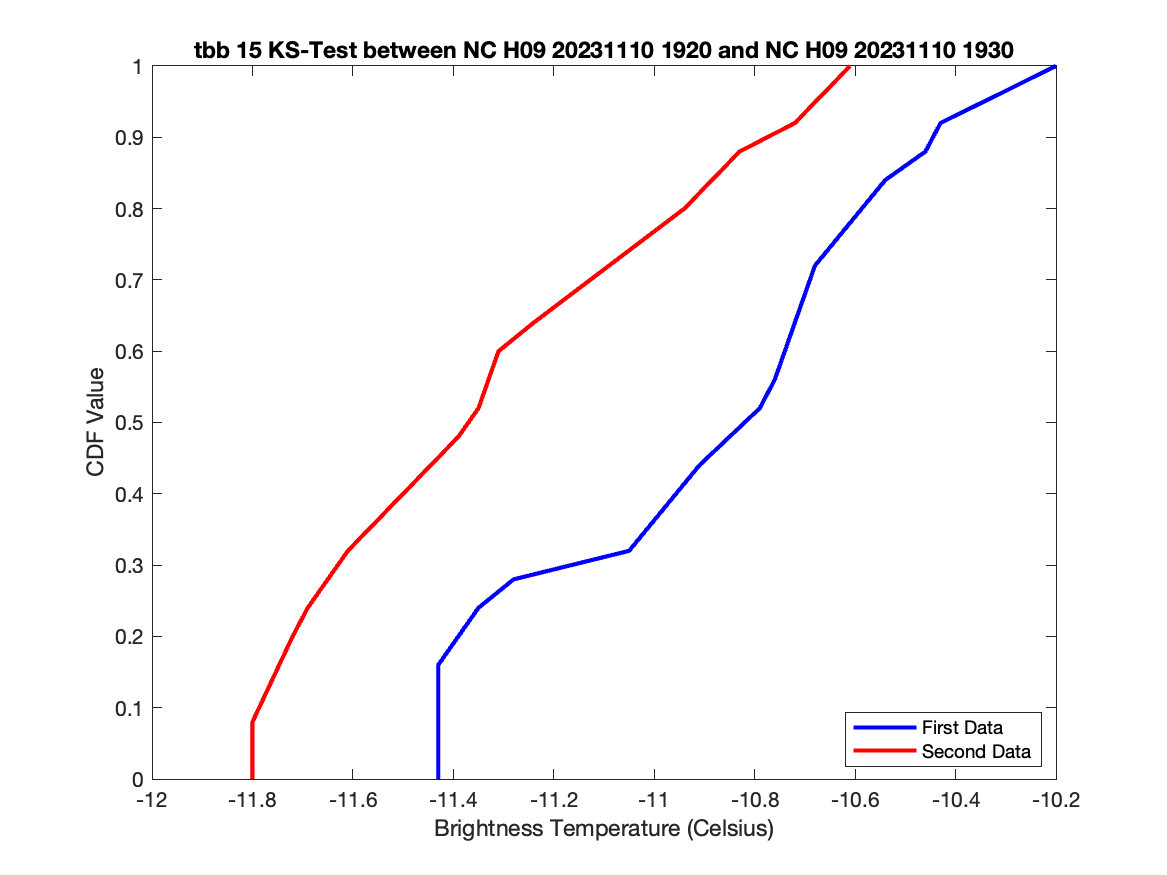 tbb 15 KS-Test between NC H09 20231110 1920 and NC H09 20231110 1930
1
0.9
0.8
0.7
0.6
0.5
0.4
0.3
0.2
0.1
0
CDF Value
-12 -11.8 -11.6 -11.4 -11.2 -11 -10.8 -10.6 -10.4 -10.2
Brightness Temperature (Celsius)
First Data
Second Data